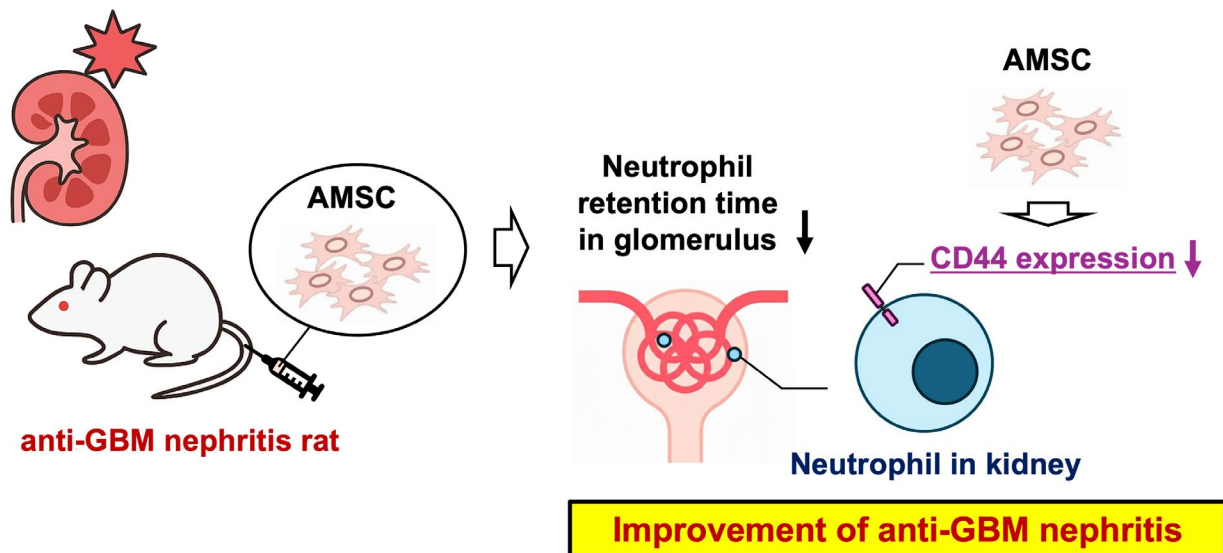 AMSC
anti-GBM nephritis rat
Neutrophil
retention time
in glomerulus
AMSC
CD44 expression
Neutrophil in kidney
Improvement of anti-GBM nephritis